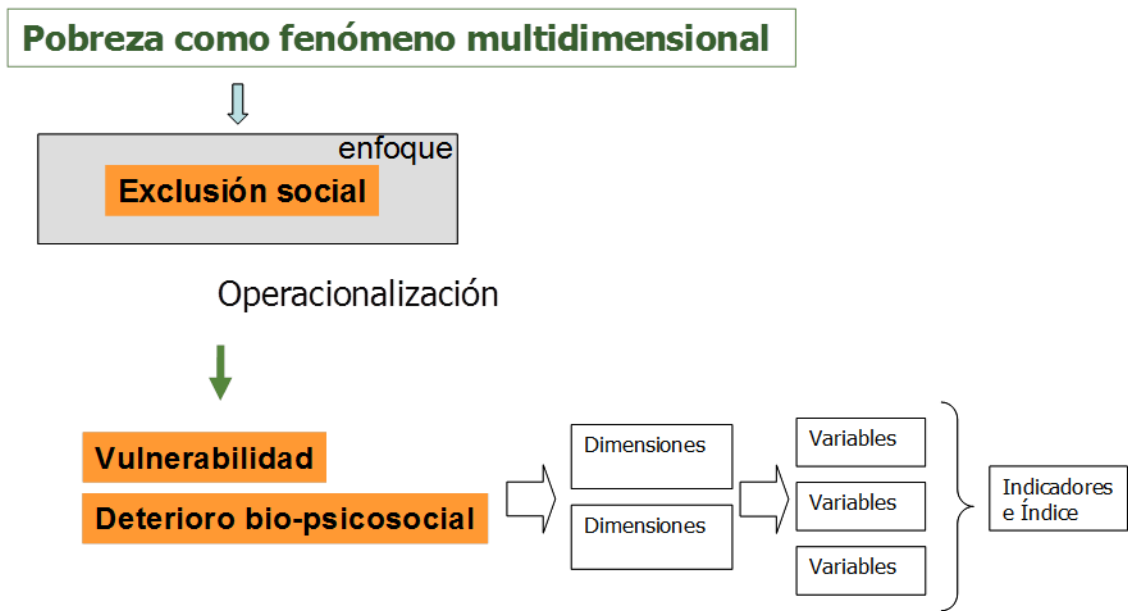 Pobreza como fenómeno multidimensional
enfoque
Exclusión social
Operacionalización
Vulnerabilidad
Deterioro bio-psicosocial
Dimensiones
Dimensiones
Variables
Variables
Variables
Indicadores
e Índice